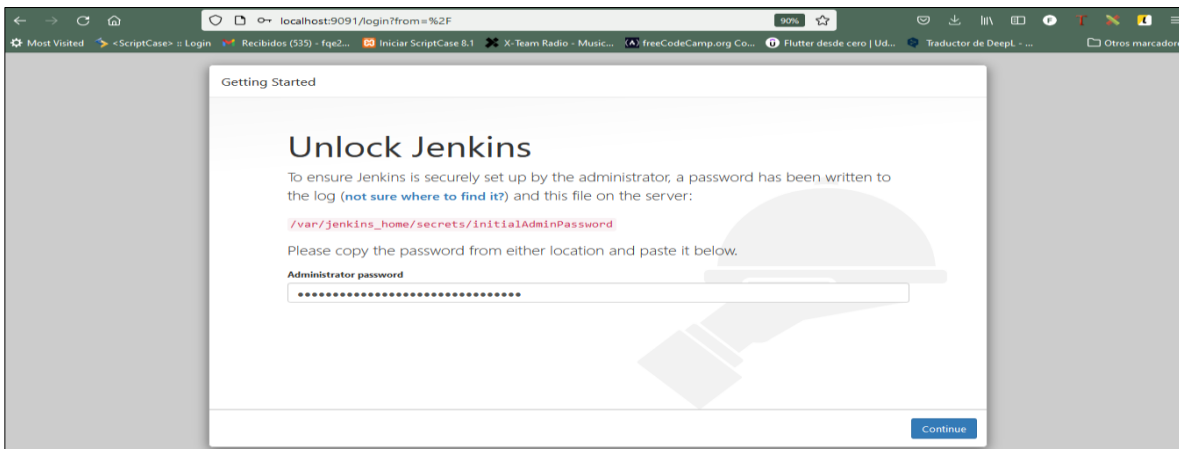 localhost:9091/login?from=%2F
90%
Most Visited <ScriptCase> :: Login Recibidos (535) - fqe2... Iniciar ScriptCase 8.1 X-Team Radio - Music... freeCodeCamp.org Co... Flutter desde cero | Ud... Traductor de DeepL - ... Otros marcadore
Getting Started
Unlock Jenkins
To ensure Jenkins is securely set up by the administrator, a password has been written to
the log (not sure where to find it?) and this file on the server:
/var/jenkins_home/secrets/initialAdminPassword
Please copy the password from either location and paste it below.
Administrator password
Continue